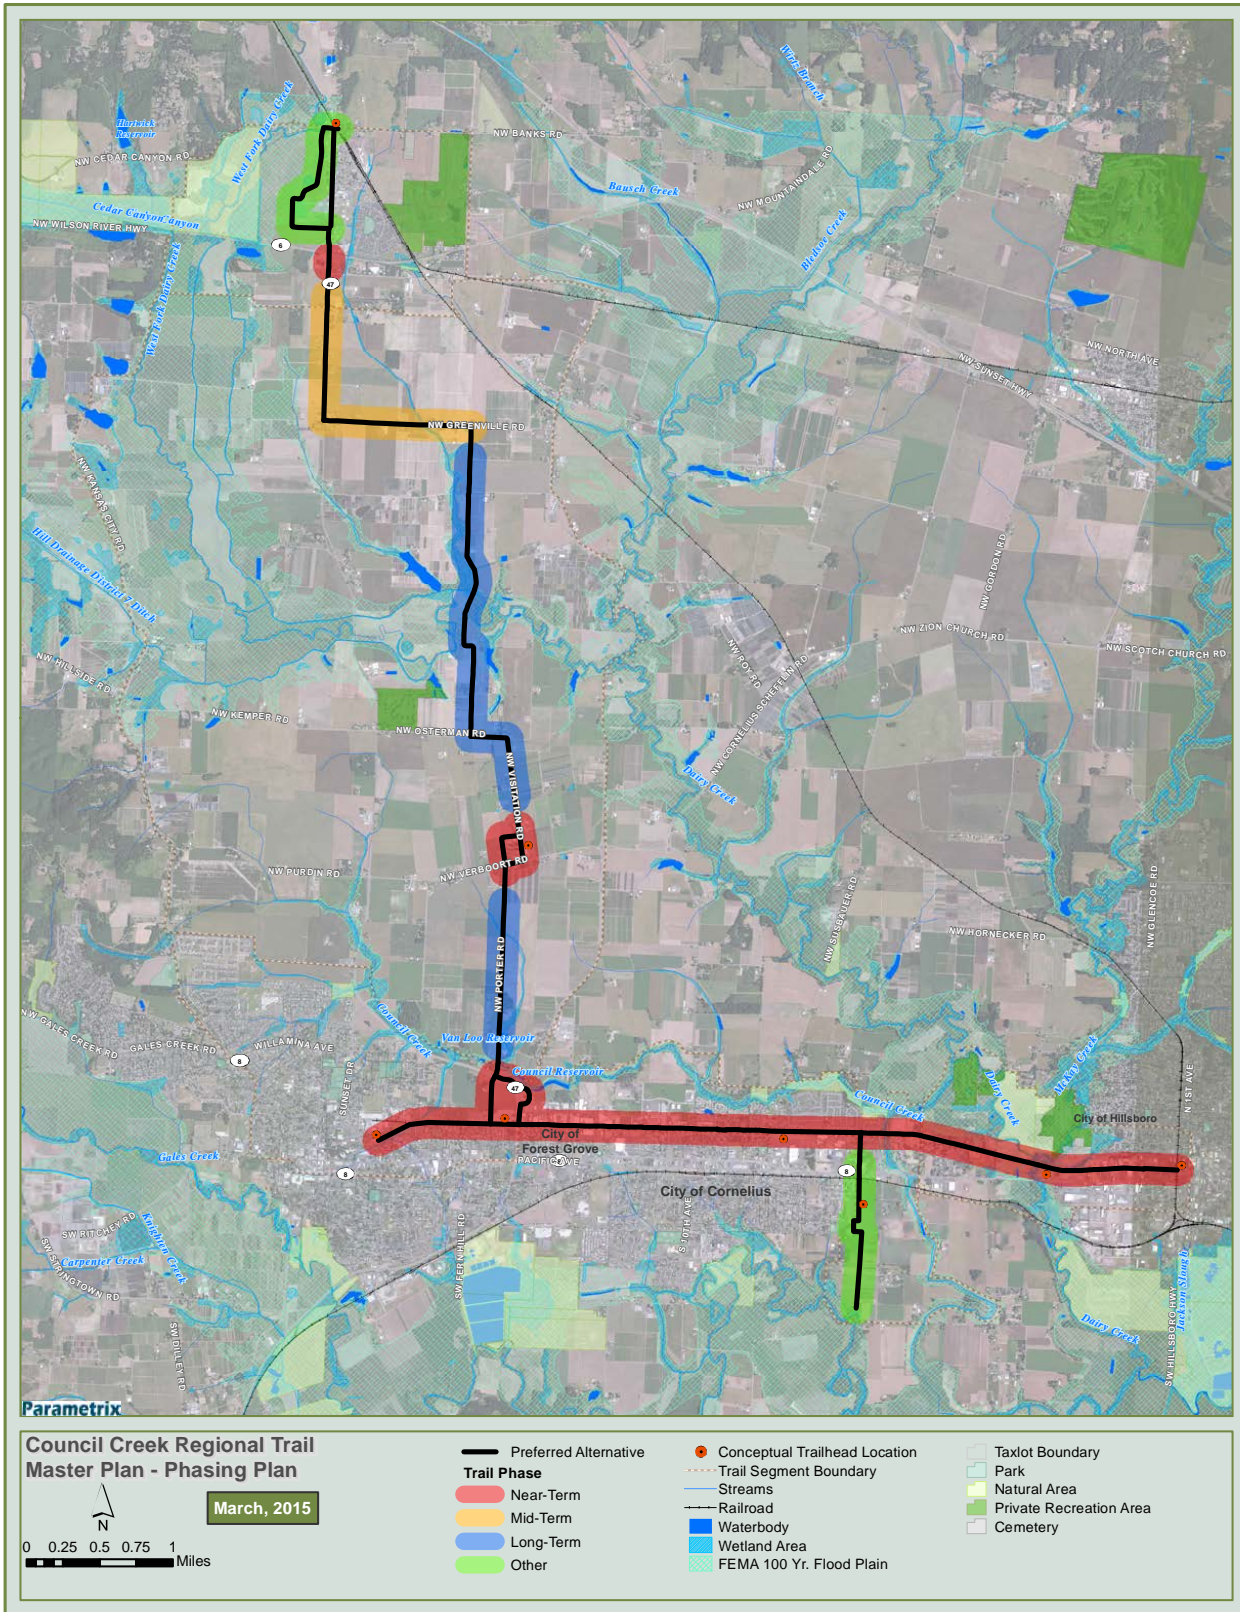 Hartwick
Reservoir
NW CEDAR CANYON RD
West Fork Dairy Creek
Cedar Canyon
Canyon
NW WILSON RIVER HWY
6
47
West Fork Dairy Creek
NW BANKS RD
Wirtz Branch
Bausch Creek
NW MOUNTAINDALE RD
Bledsoe Creek
NW NORTH AVE
NW SUNSET HWY
NW GREENVILLE RD
NW KANSAS CITY RD
Hill Drainage District 7 Ditch
NW HILLSIDE RD
NW KEMPER RD
NW OSTERMAN RD
NW VISITATION RD
NW ROY RD
NW CORNELIUS SCHEFFLIN RD
Dairy Creek
NW GORDON RD
NW ZION CHURCH RD
NW SCOTCH CHURCH RD
NW PURDIN RD
NW VERBOORT RD
NW PORTER RD
NW SUSBAUER RD
NW HORNECKER RD
NW GLENCOE RD
NW GALES CREEK RD
GALES CREEK RD
WILLAMINA AVE
8
SUNSET DR
Council Creek
Van Loo Reservoir
Council Reservoir
47
Council Creek
Dairy Creek
McKay Creek
N 1ST AVE
City of Hillsboro
City of
Forest Grove
PACIFIC AVE
8
8
City of Cornelius
Gales Creek
Knighten Creek
SW RITCHEY RD
Carpenter Creek
SW STRINGTOWN RD
SW DILLEY RD
SW FERN HILL RD
S 10TH AVE
Dairy Creek
SW HILLSBORO HWY
Jackson Slough
Parametrix
Council Creek Regional Trail
Master Plan - Phasing Plan
March, 2015
N
0 0.25 0.5 0.75 1
Miles
Preferred Alternative
Trail Phase
Near-Term
Mid-Term
Long-Term
Other
Conceptual Trailhead Location
Trail Segment Boundary
Streams
Railroad
Waterbody
Wetland Area
FEMA 100 Yr. Flood Plain
Taxlot Boundary
Park
Natural Area
Private Recreation Area
Cemetery